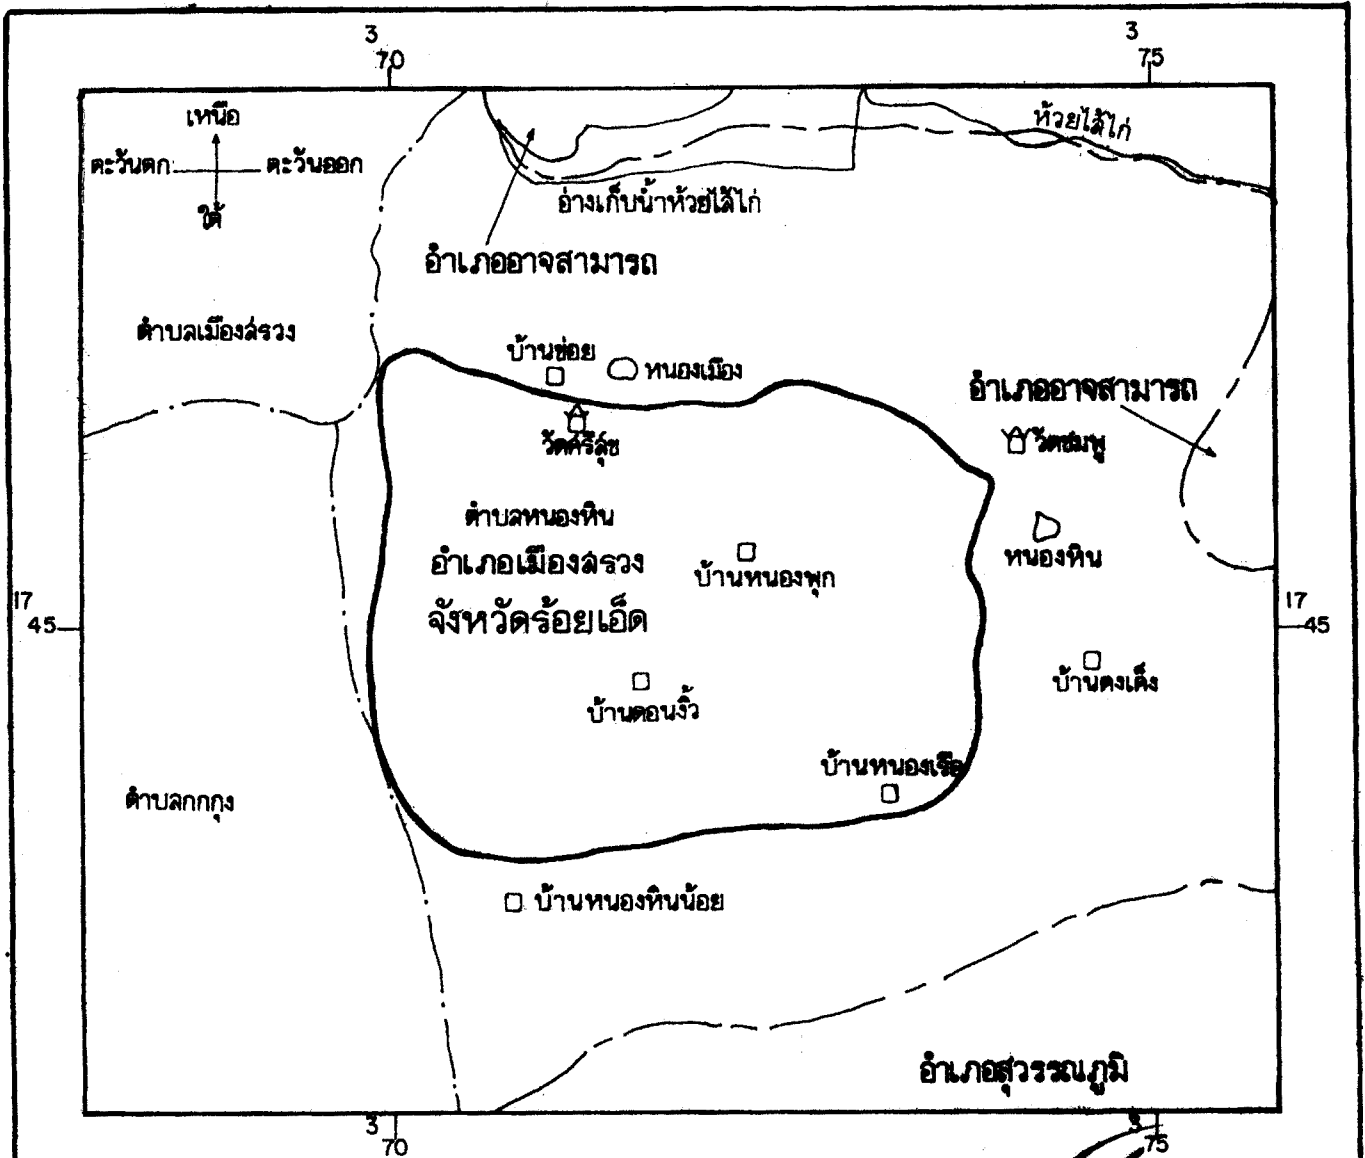 3 3
70 75
เหนือ
ตะวันตก ตะวันออก
ใต้
ห้วยไส้ไก่
อ่างเก็บน้ำห้วยไส้ไก่
อำเภออาจสามารถ
ตำบลเมืองสรวง
บ้านข่อย
หนองเมือง
อำเภออาจสามารถ
วัดศรีสุข
วัดชมพู
ตำบลหนองหิน
อำเภอเมืองสรวง
จังหวัดร้อยเอ็ด
บ้านหนองพุก
หนองหิน
17 17
45 45
บ้านดงเค็ง
บ้านดอนงิ้ว
บ้านหนองเรือ
ตำบลกกกุง
บ้านหนองหินน้อย
อำเภอสุวรรณภูมิ
3 3
70 75